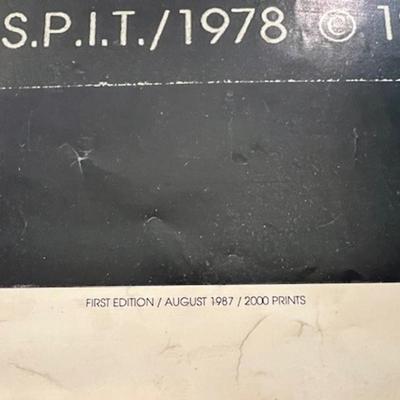 S.P.I.T./1978 ©
FIRST EDITION / AUGUST 1987 / 2000 PRINTS